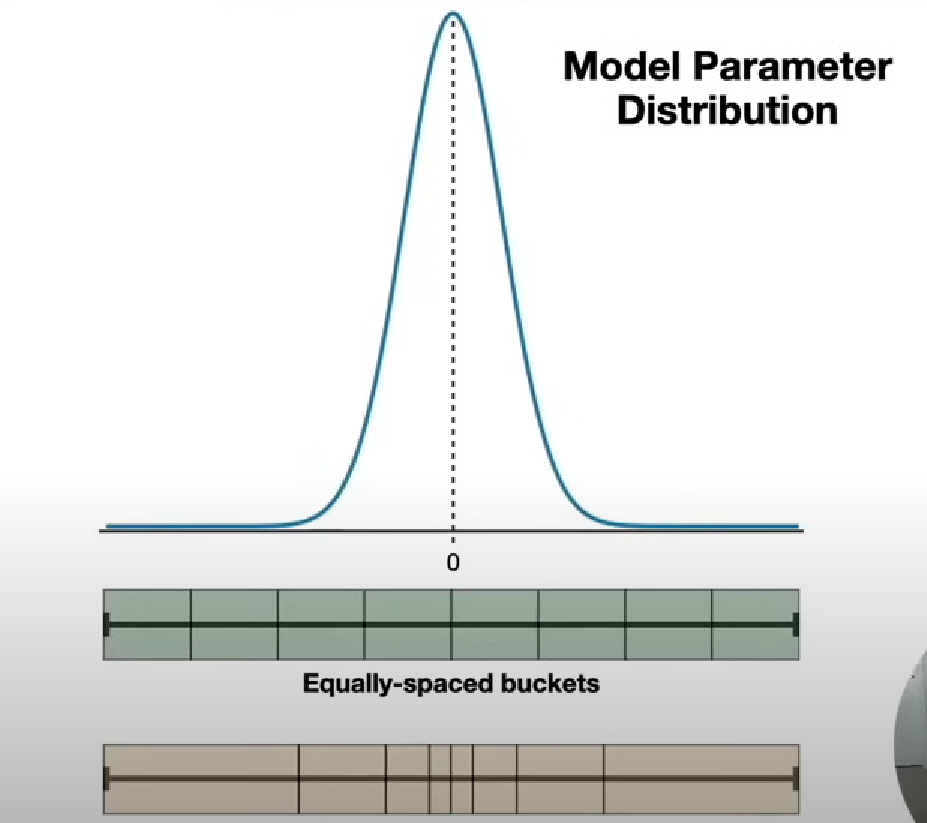 Model Parameter
Distribution
0
Equally-spaced buckets